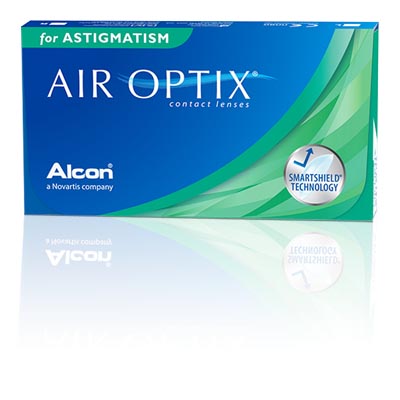 for ASTIGMATISM
AIR OPTIX®
contact lenses
Alcon
a Novartis company
SMARTSHIELD®
TECHNOLOGY